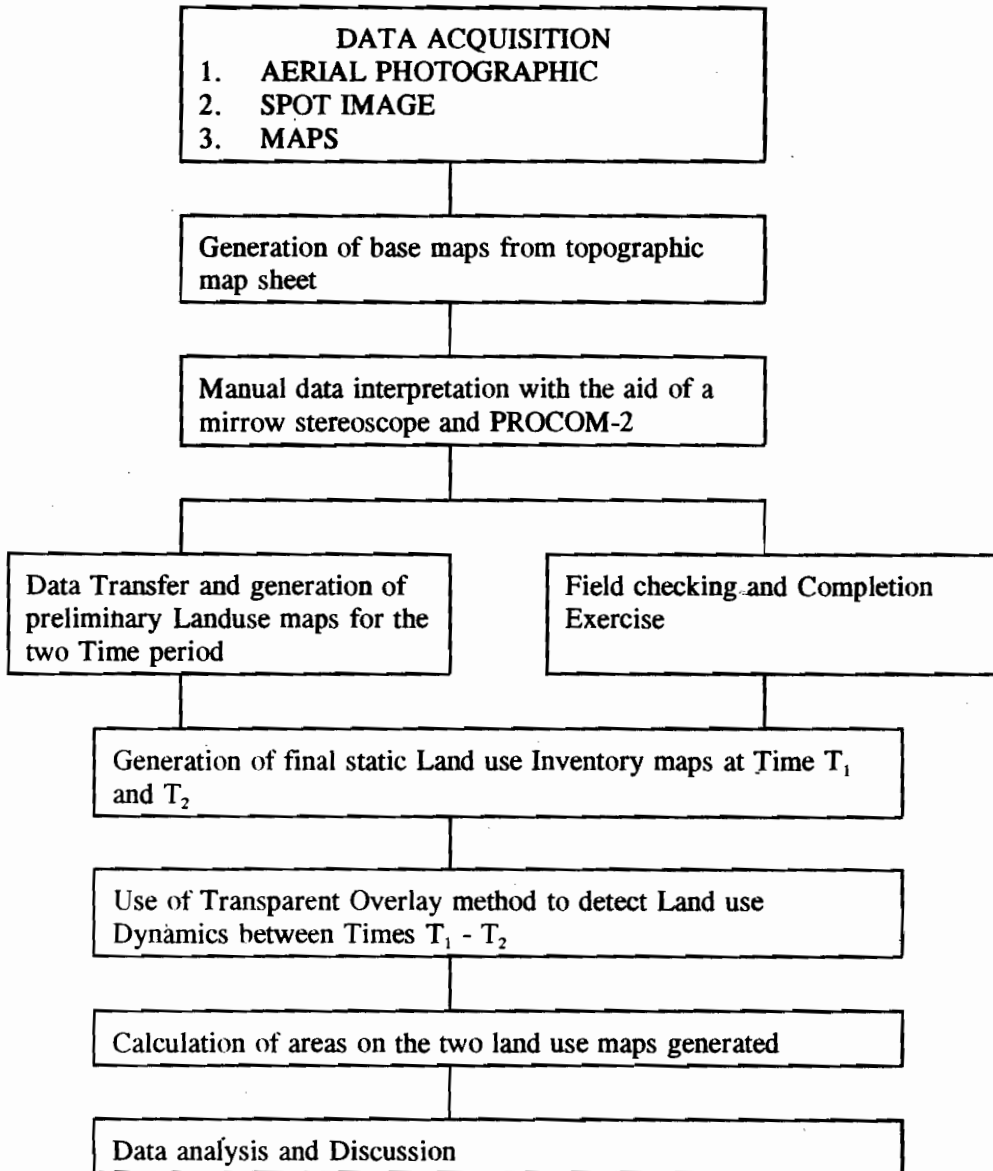 DATA ACQUISITION
1. AERIAL PHOTOGRAPHIC
2. SPOT IMAGE
3. MAPS
Generation of base maps from topographic
map sheet
Manual data interpretation with the aid of a
mirrow stereoscope and PROCOM-2
Data Transfer and generation of
preliminary Landuse maps for the
two Time period
Field checking and Completion
Exercise
Generation of final static Land use Inventory maps at Time T₁
and T₂
Use of Transparent Overlay method to detect Land use
Dynamics between Times T₁ - T₂
Calculation of areas on the two land use maps generated
Data analysis and Discussion